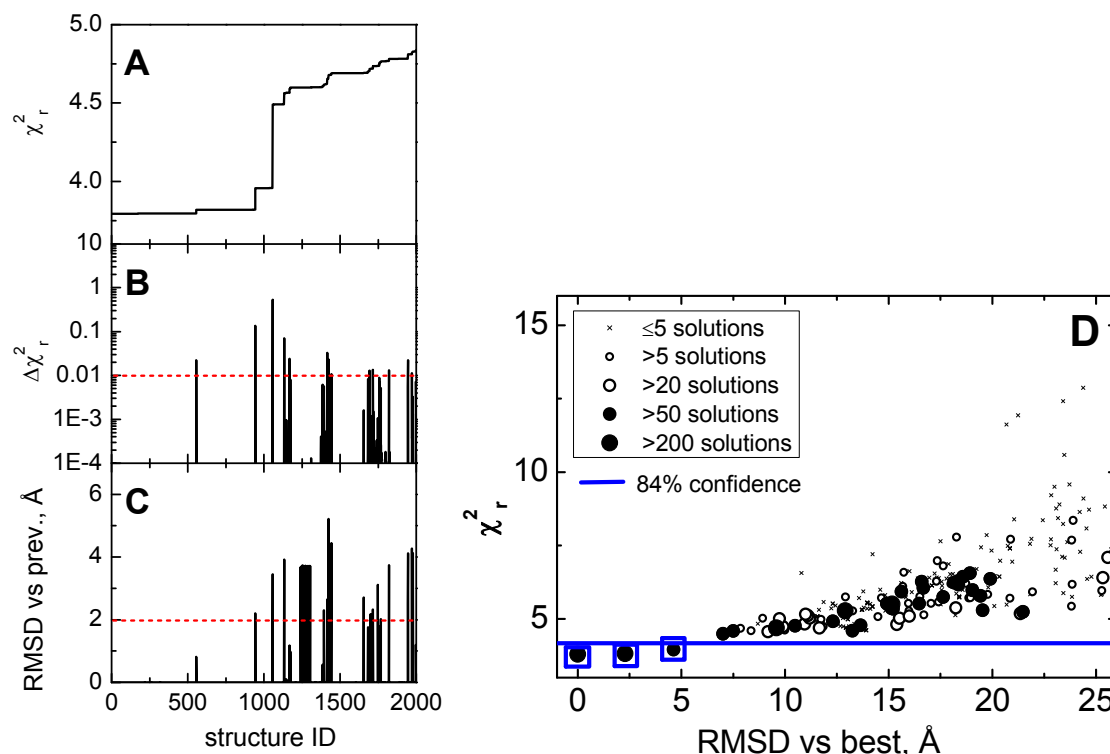 A
5.0
4.5
4.0
χ²r
B
10
1
0.1
0.01
1E-3
1E-4
Δχ²r
C
6
4
2
0
RMSD vs prev., Å
0 500 1000 1500 2000
structure ID
D
15
10
5
χ²r
≤5 solutions
>5 solutions
>20 solutions
>50 solutions
>200 solutions
84% confidence
0 5 10 15 20 25
RMSD vs best, Å